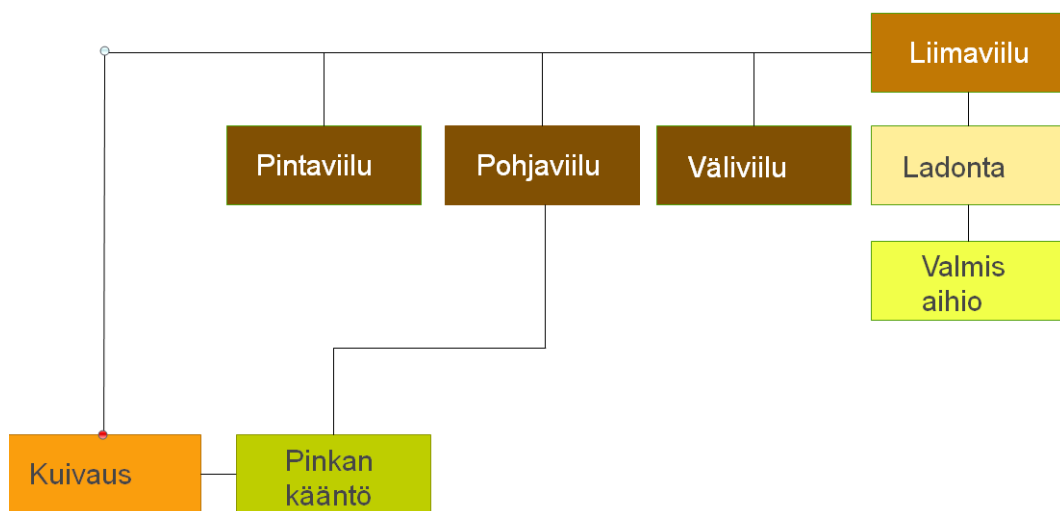 Liimaviilu
Pintaviilu
Pohjaviilu
Väliviilu
Ladonta
Valmis
aihio
Kuivaus
Pinkan
kääntö